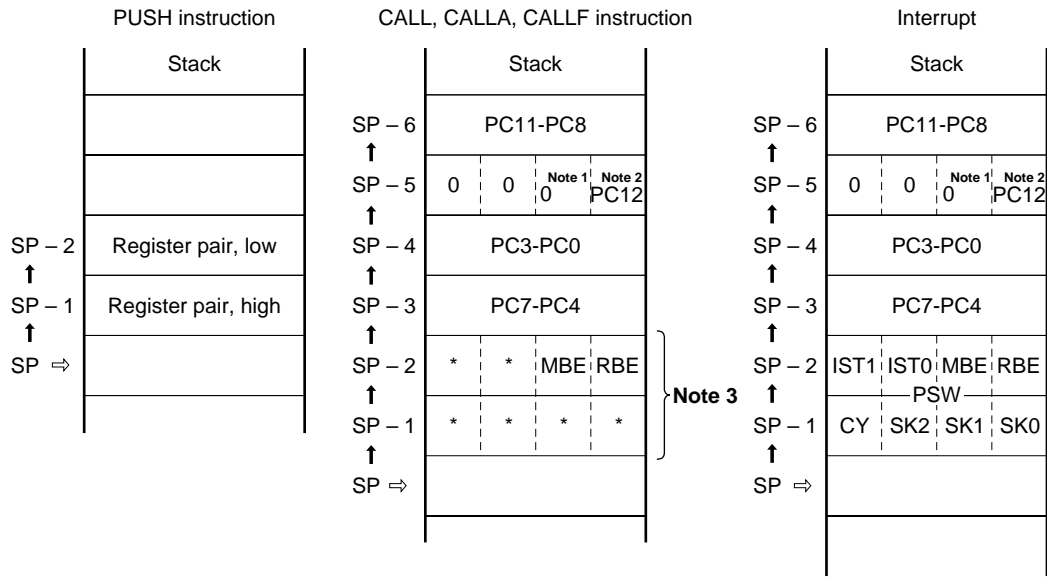 PUSH instruction
Stack
SP – 2 Register pair, low
SP – 1 Register pair, high
SP ⇨
CALL, CALLA, CALLF instruction
Stack
SP – 6 PC11-PC8
SP – 5 0 0 0 Note 1 PC12 Note 2
SP – 4 PC3-PC0
SP – 3 PC7-PC4
SP – 2 * * MBE RBE
Note 3
SP – 1 * * * *
SP ⇨
Interrupt
Stack
SP – 6 PC11-PC8
SP – 5 0 0 0 Note 1 PC12 Note 2
SP – 4 PC3-PC0
SP – 3 PC7-PC4
SP – 2 IST1 IST0 MBE RBE
PSW
SP – 1 CY SK2 SK1 SK0
SP ⇨